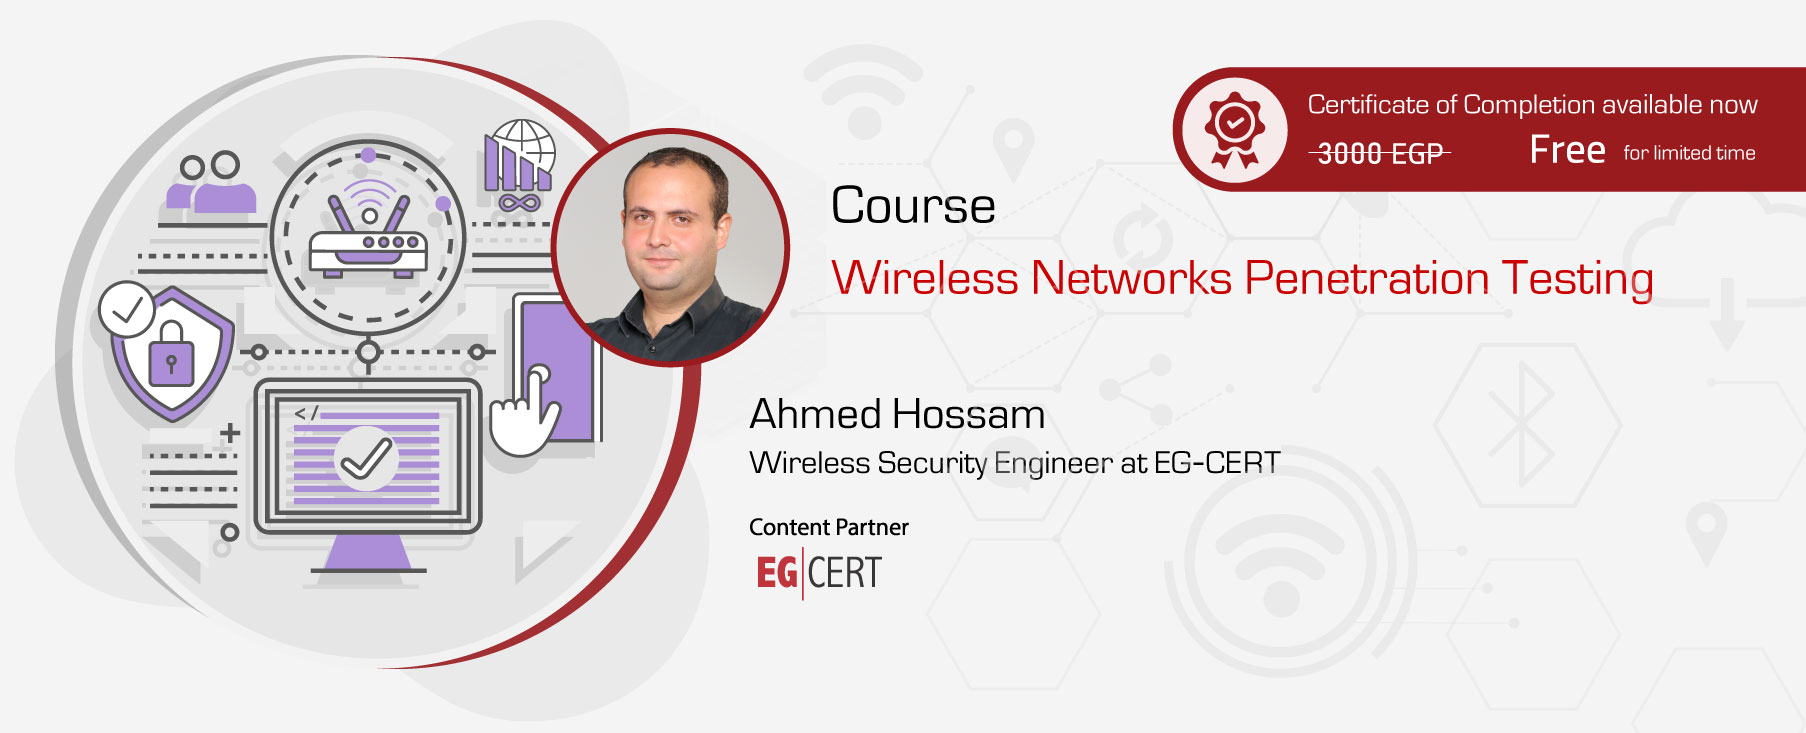 Certificate of Completion available now
3000 EGP Free for limited time
Course
Wireless Networks Penetration Testing
Ahmed Hossam
Wireless Security Engineer at EG-CERT
Content Partner
EG|CERT
</